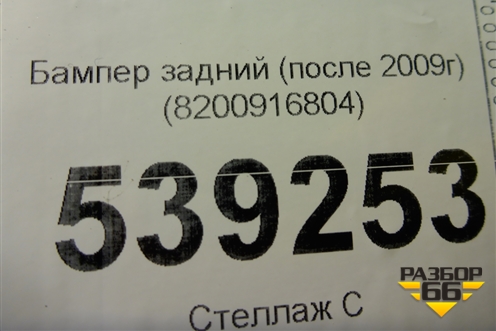 Бампер задний (после 2009г)
(8200916804)
539253
Стеллаж С
РАЗБОР
66